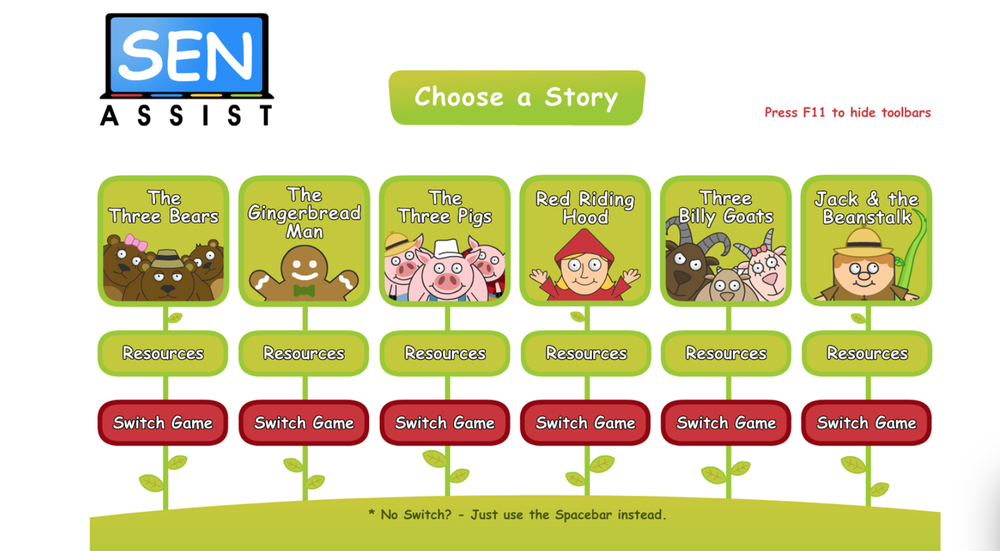 SEN
ASSIST
Choose a Story
Press F11 to hide toolbars
The
Three Bears
The
Gingerbread
Man
The
Three Pigs
Red Riding
Hood
Three
Billy Goats
Jack & the
Beanstalk
Resources
Resources
Resources
Resources
Resources
Resources
Switch Game
Switch Game
Switch Game
Switch Game
Switch Game
Switch Game
* No Switch? - Just use the Spacebar instead.